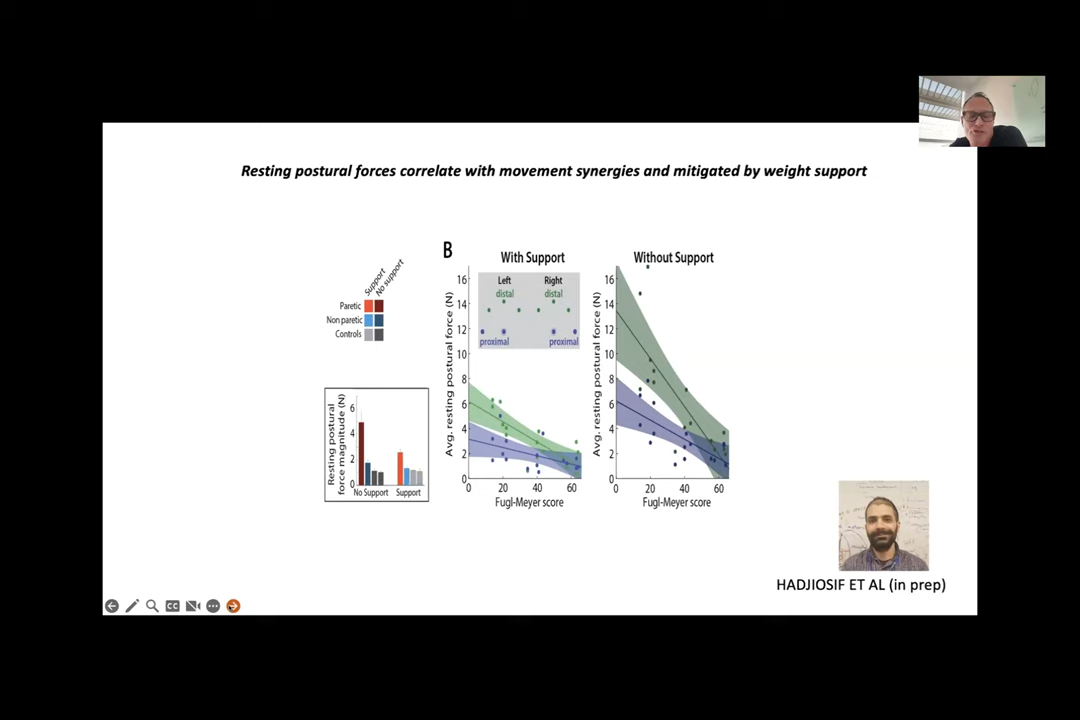 Resting postural forces correlate with movement synergies and mitigated by weight support
Support
No support
Paretic
Non paretic
Controls
Resting postural
force magnitude (N)
6
4
2
0
No Support
Support
B
With Support
Left
Right
distal
distal
proximal
proximal
Avg. resting postural force (N)
16
14
12
10
8
6
4
2
0
0
20
40
60
Fugl-Meyer score
Without Support
Avg. resting postural force (N)
16
14
12
10
8
6
4
2
0
0
20
40
60
Fugl-Meyer score
HADJIOSIF ET AL (in prep)
CC